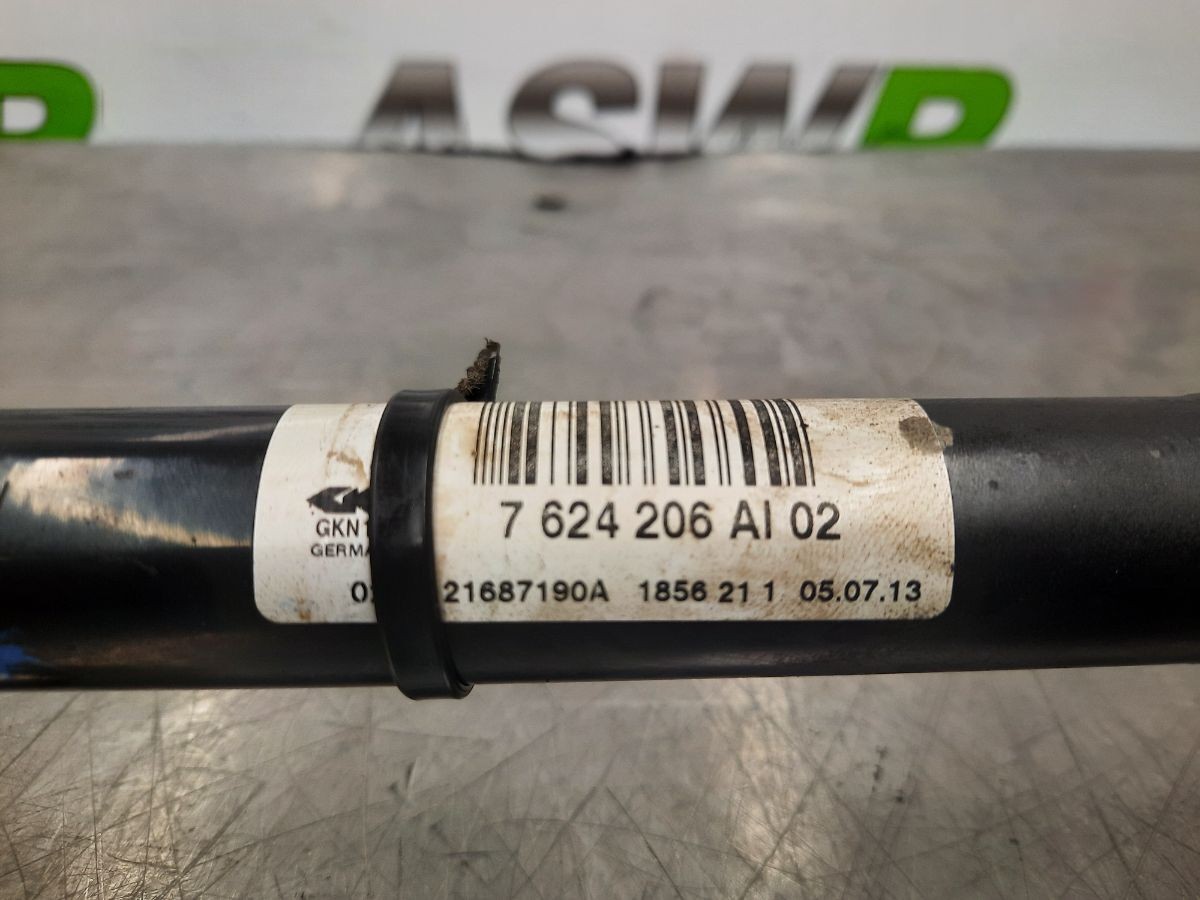 ASWP
7 624 206 AI 02
GKN
GERMA
21687190A 1856 21 1 05.07.13